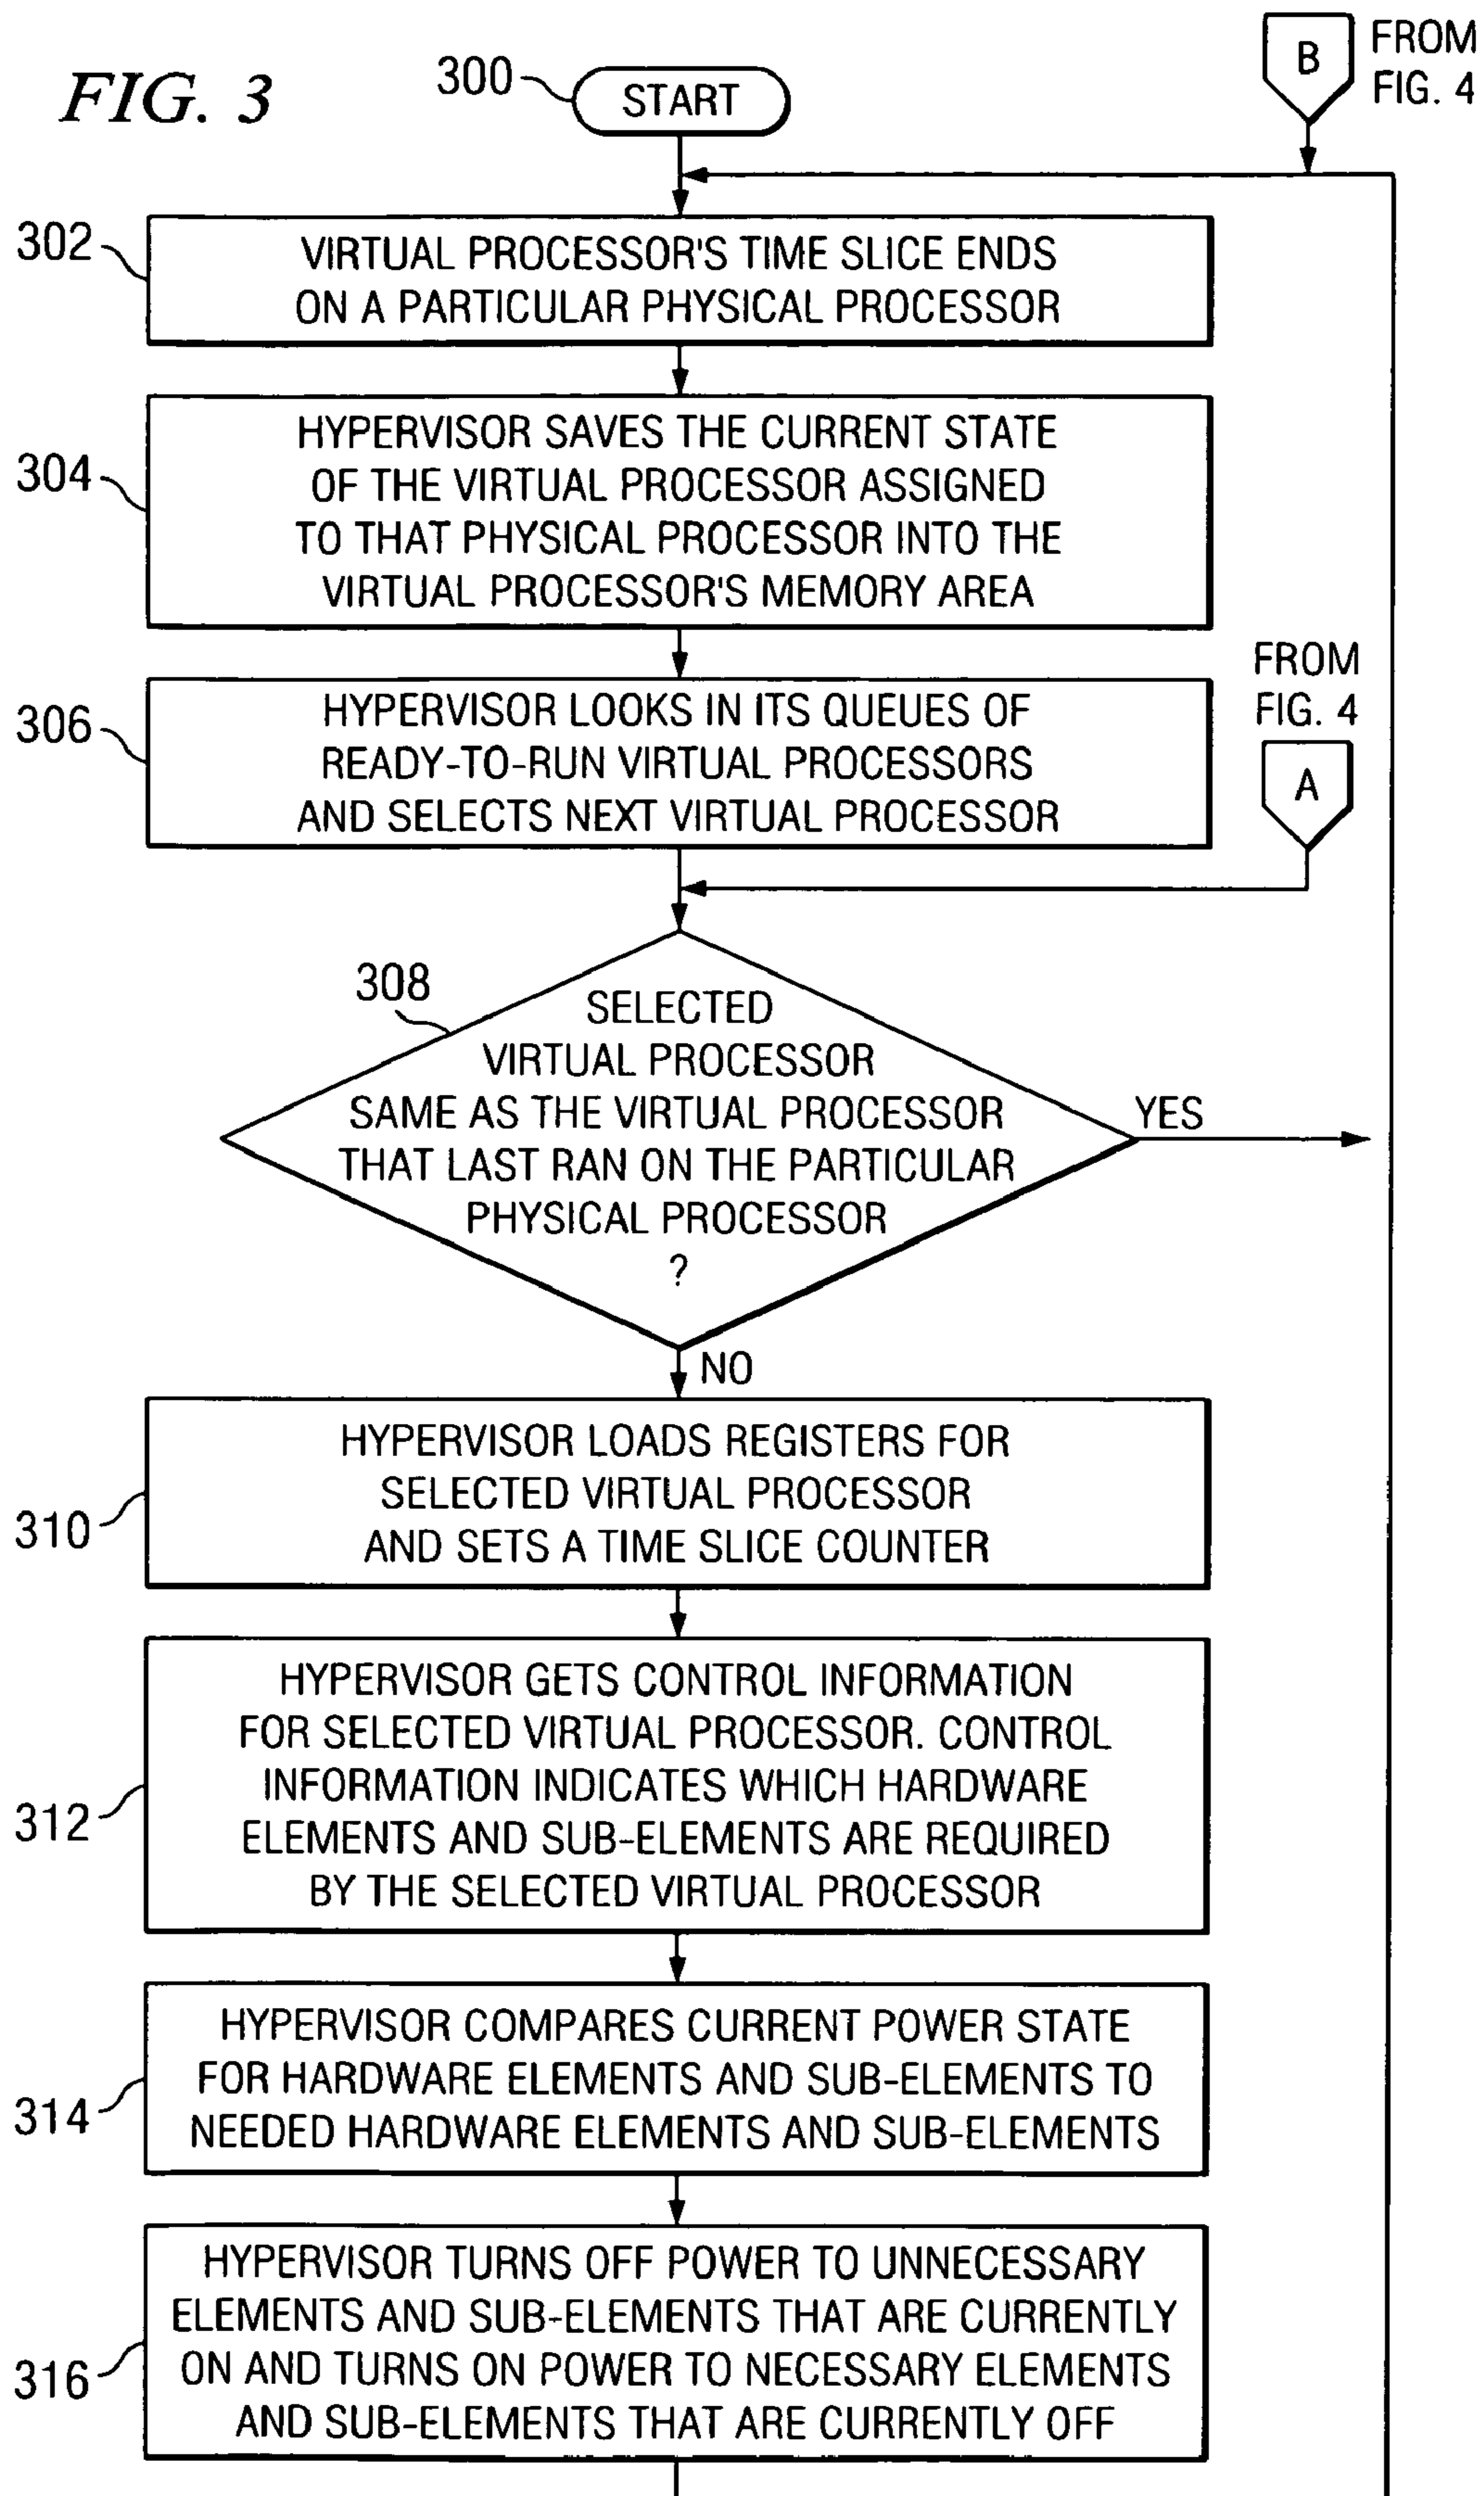 FIG. 3
300
START
B
FROM
FIG. 4
302
VIRTUAL PROCESSOR'S TIME SLICE ENDS
ON A PARTICULAR PHYSICAL PROCESSOR
304
HYPERVISOR SAVES THE CURRENT STATE
OF THE VIRTUAL PROCESSOR ASSIGNED
TO THAT PHYSICAL PROCESSOR INTO THE
VIRTUAL PROCESSOR'S MEMORY AREA
306
HYPERVISOR LOOKS IN ITS QUEUES OF
READY-TO-RUN VIRTUAL PROCESSORS
AND SELECTS NEXT VIRTUAL PROCESSOR
FROM
FIG. 4
A
308
SELECTED
VIRTUAL PROCESSOR
SAME AS THE VIRTUAL PROCESSOR
THAT LAST RAN ON THE PARTICULAR
PHYSICAL PROCESSOR
?
YES
NO
310
HYPERVISOR LOADS REGISTERS FOR
SELECTED VIRTUAL PROCESSOR
AND SETS A TIME SLICE COUNTER
312
HYPERVISOR GETS CONTROL INFORMATION
FOR SELECTED VIRTUAL PROCESSOR. CONTROL
INFORMATION INDICATES WHICH HARDWARE
ELEMENTS AND SUB-ELEMENTS ARE REQUIRED
BY THE SELECTED VIRTUAL PROCESSOR
314
HYPERVISOR COMPARES CURRENT POWER STATE
FOR HARDWARE ELEMENTS AND SUB-ELEMENTS TO
NEEDED HARDWARE ELEMENTS AND SUB-ELEMENTS
316
HYPERVISOR TURNS OFF POWER TO UNNECESSARY
ELEMENTS AND SUB-ELEMENTS THAT ARE CURRENTLY
ON AND TURNS ON POWER TO NECESSARY ELEMENTS
AND SUB-ELEMENTS THAT ARE CURRENTLY OFF